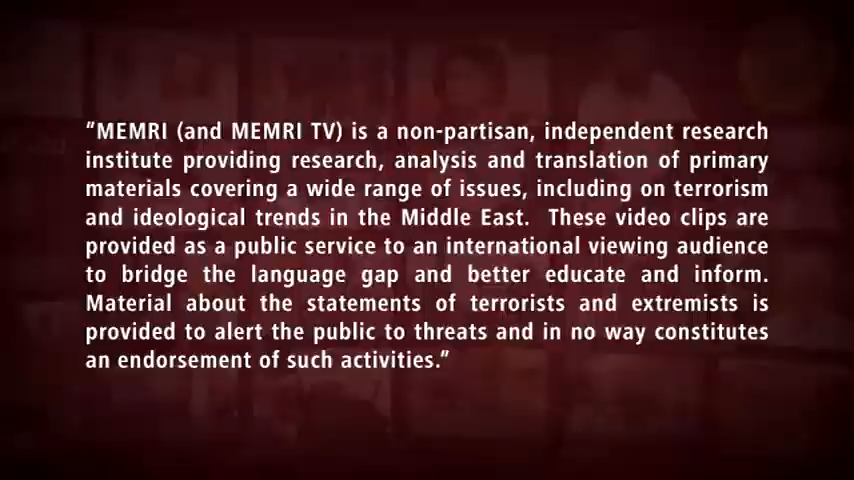 "MEMRI (and MEMRI TV) is a non-partisan, independent research
institute providing research, analysis and translation of primary
materials covering a wide range of issues, including on terrorism
and ideological trends in the Middle East. These video clips are
provided as a public service to an international viewing audience
to bridge the language gap and better educate and inform.
Material about the statements of terrorists and extremists is
provided to alert the public to threats and in no way constitutes
an endorsement of such activities."